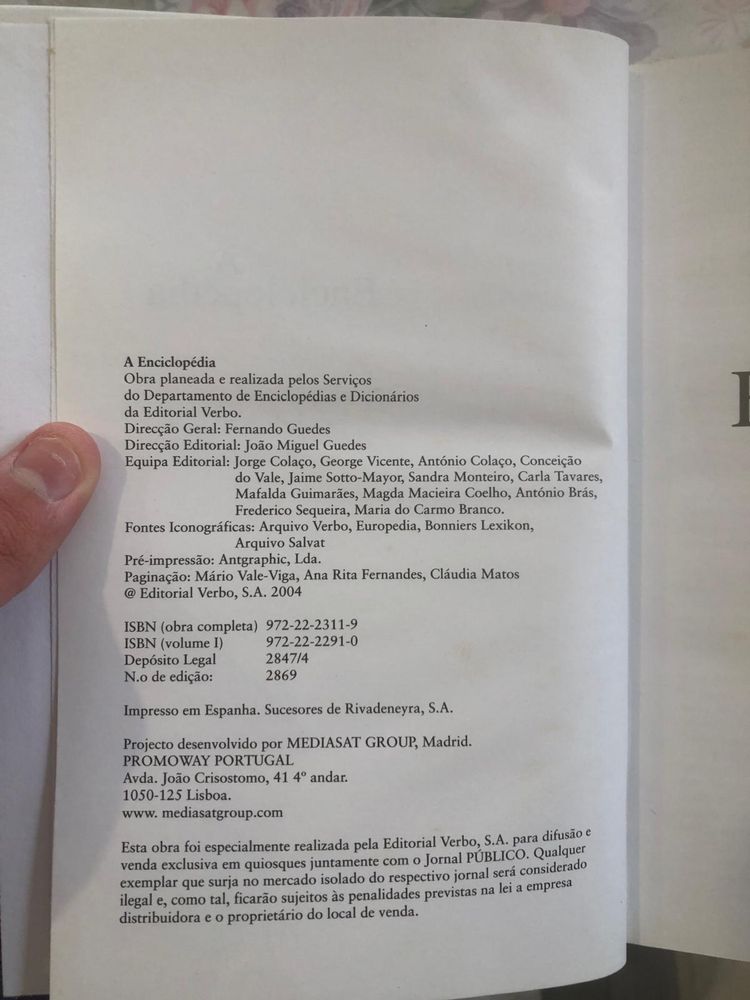 A Enciclopédia
Obra planeada e realizada pelos Serviços
do Departamento de Enciclopédias e Dicionários
da Editorial Verbo.
Direcção Geral: Fernando Guedes
Direcção Editorial: João Miguel Guedes
Equipa Editorial: Jorge Colaço, George Vicente, António Colaço, Conceição
do Vale, Jaime Sotto-Mayor, Sandra Monteiro, Carla Tavares,
Mafalda Guimarães, Magda Macieira Coelho, António Brás,
Frederico Sequeira, Maria do Carmo Branco.
Fontes Iconográficas: Arquivo Verbo, Europedia, Bonniers Lexikon,
Arquivo Salvat
Pré-impressão: Antgraphic, Lda.
Paginação: Mário Vale-Viga, Ana Rita Fernandes, Cláudia Matos
@ Editorial Verbo, S.A. 2004
ISBN (obra completa) 972-22-2311-9
ISBN (volume I) 972-22-2291-0
Depósito Legal 2847/4
N.o de edição: 2869
Impresso em Espanha. Sucesores de Rivadeneyra, S.A.
Projecto desenvolvido por MEDIASAT GROUP, Madrid.
PROMOWAY PORTUGAL
Avda. João Crisostomo, 41 4º andar.
1050-125 Lisboa.
www. mediasatgroup.com
Esta obra foi especialmente realizada pela Editorial Verbo, S.A. para difusão e
venda exclusiva em quiosques juntamente com o Jornal PÚBLICO. Qualquer
exemplar que surja no mercado isolado do respectivo jornal será considerado
ilegal e, como tal, ficarão sujeitos às penalidades previstas na lei a empresa
distribuidora e o proprietário do local de venda.